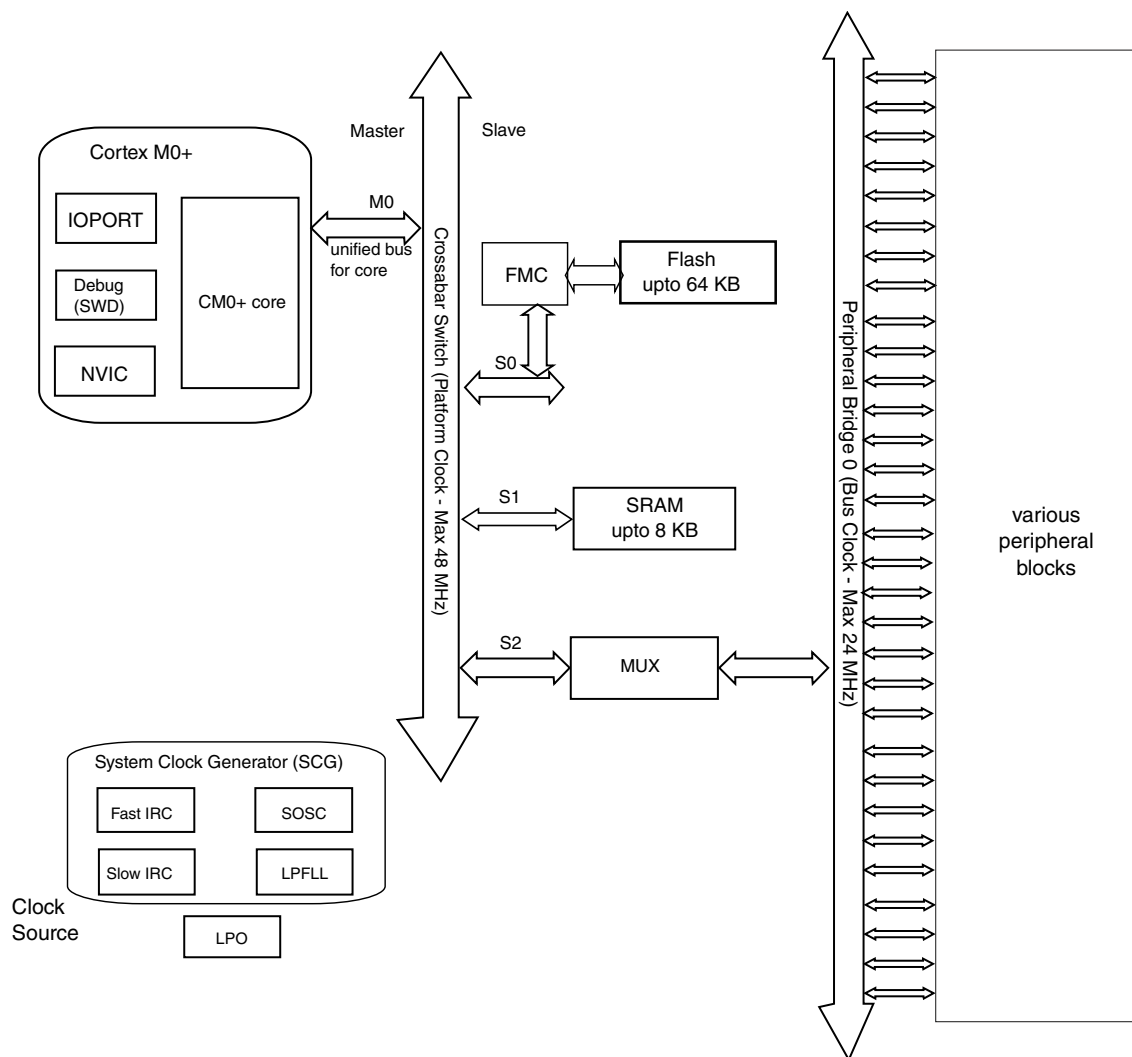 Cortex M0+
IOPORT
Debug
(SWD)
NVIC
CM0+ core
Master
Slave
M0
unified bus
for core
Crossabar Switch (Platform Clock - Max 48 MHz)
FMC
Flash
upto 64 KB
S0
S1
SRAM
upto 8 KB
S2
MUX
Peripheral Bridge 0 (Bus Clock - Max 24 MHz)
various
peripheral
blocks
System Clock Generator (SCG)
Fast IRC
SOSC
Slow IRC
LPFLL
Clock
Source
LPO